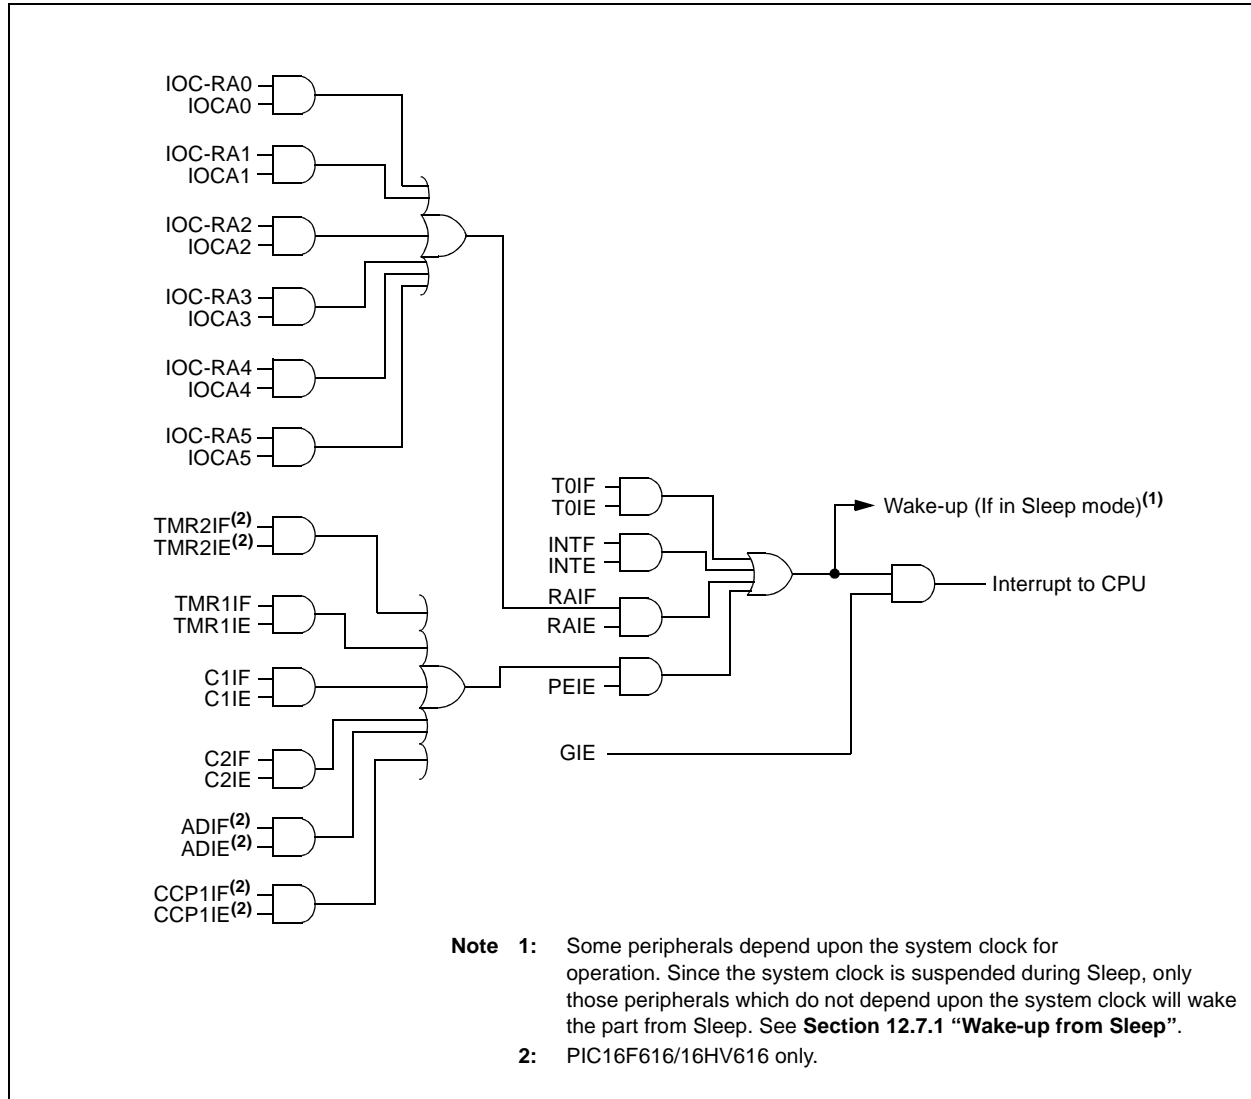 IOC-RA0
IOCA0
IOC-RA1
IOCA1
IOC-RA2
IOCA2
IOC-RA3
IOCA3
IOC-RA4
IOCA4
IOC-RA5
IOCA5
TMR2IF(2)
TMR2IE(2)
TMR1IF
TMR1IE
C1IF
C1IE
C2IF
C2IE
ADIF(2)
ADIE(2)
CCP1IF(2)
CCP1IE(2)
T0IF
T0IE
INTF
INTE
RAIF
RAIE
PEIE
GIE
Wake-up (If in Sleep mode)(1)
Interrupt to CPU
Note 1: Some peripherals depend upon the system clock for
operation. Since the system clock is suspended during Sleep, only
those peripherals which do not depend upon the system clock will wake
the part from Sleep. See Section 12.7.1 “Wake-up from Sleep”.
2: PIC16F616/16HV616 only.